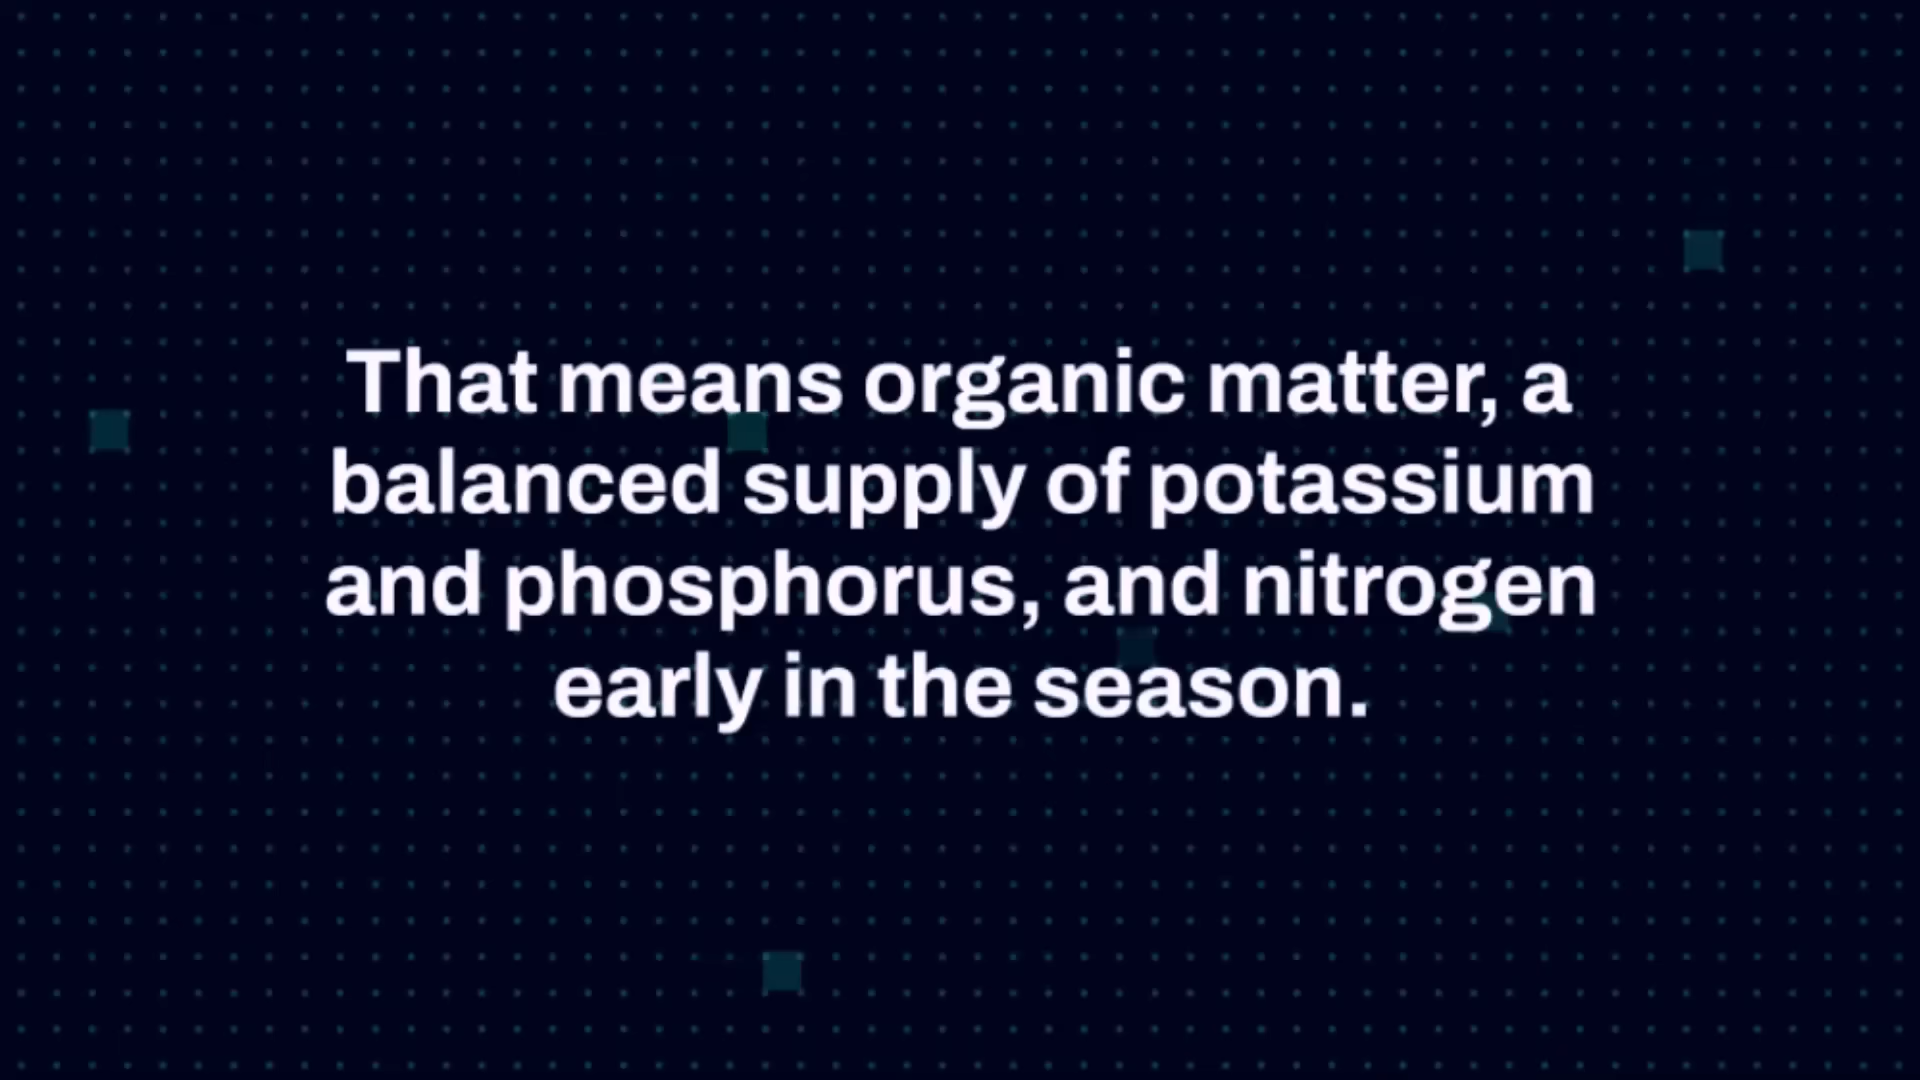 That means organic matter, a
balanced supply of potassium
and phosphorus, and nitrogen
early in the season.